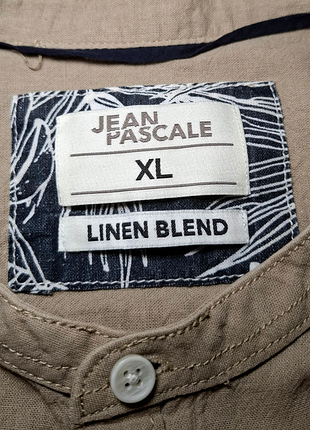 JEAN
PASCALE
XL
LINEN BLEND